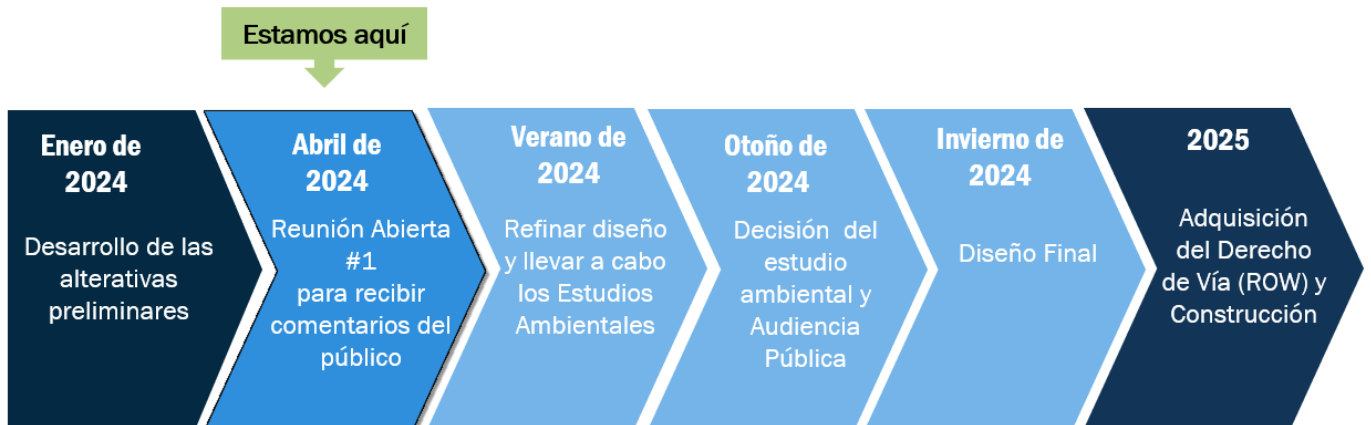 Estamos aquí
Enero de
2024
Desarrollo de las
alterativas
preliminares
Abril de
2024
Reunión Abierta
#1
para recibir
comentarios del
público
Verano de
2024
Refinar diseño
y llevar a cabo
los Estudios
Ambientales
Otoño de
2024
Decisión del
estudio
ambiental y
Audiencia
Pública
Invierno de
2024
Diseño Final
2025
Adquisición
del Derecho
de Vía (ROW) y
Construcción